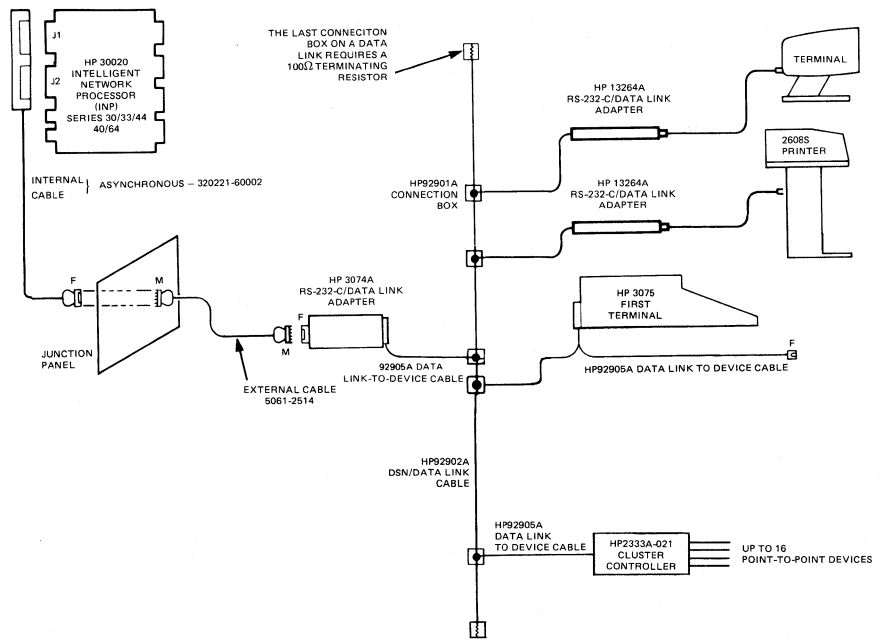 J1
J2
HP 30020
INTELLIGENT
NETWORK
PROCESSOR
(INP)
SERIES 30/33/44
40/64
INTERNAL
CABLE
} ASYNCHRONOUS – 320221-60002
THE LAST CONNECITON
BOX ON A DATA
LINK REQUIRES A
100Ω TERMINATING
RESISTOR
HP 13264A
RS-232-C/DATA LINK
ADAPTER
TERMINAL
2608S
PRINTER
HP92901A
CONNECTION
BOX
HP 13264A
RS-232-C/DATA LINK
ADAPTER
F
M
JUNCTION
PANEL
HP 3074A
RS-232-C/DATA LINK
ADAPTER
F
M
EXTERNAL CABLE
5061-2514
92905A DATA
LINK-TO-DEVICE CABLE
HP 3075
FIRST
TERMINAL
F
HP92905A DATA LINK TO DEVICE CABLE
HP92902A
DSN/DATA LINK
CABLE
HP92905A
DATA LINK
TO DEVICE CABLE
HP2333A-021
CLUSTER
CONTROLLER
UP TO 16
POINT-TO-POINT DEVICES